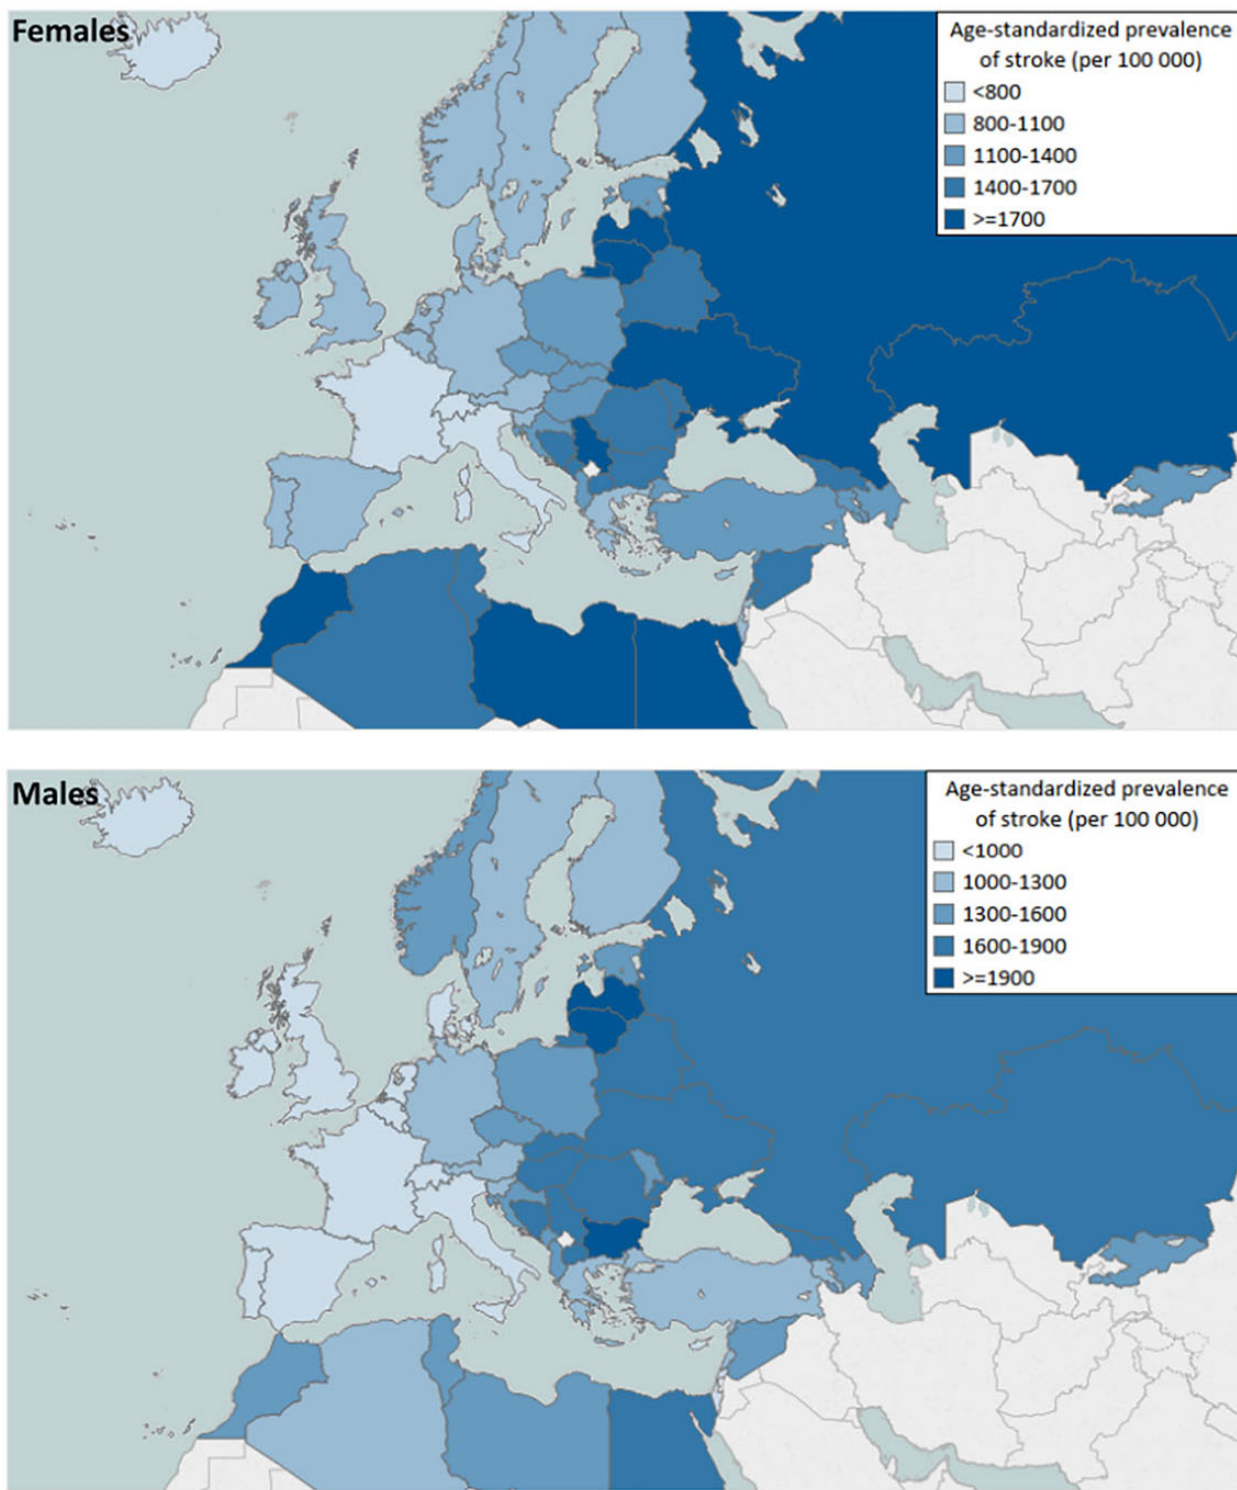 Females
Age-standardized prevalence
of stroke (per 100 000)
<800
800-1100
1100-1400
1400-1700
>=1700
Males
Age-standardized prevalence
of stroke (per 100 000)
<1000
1000-1300
1300-1600
1600-1900
>=1900